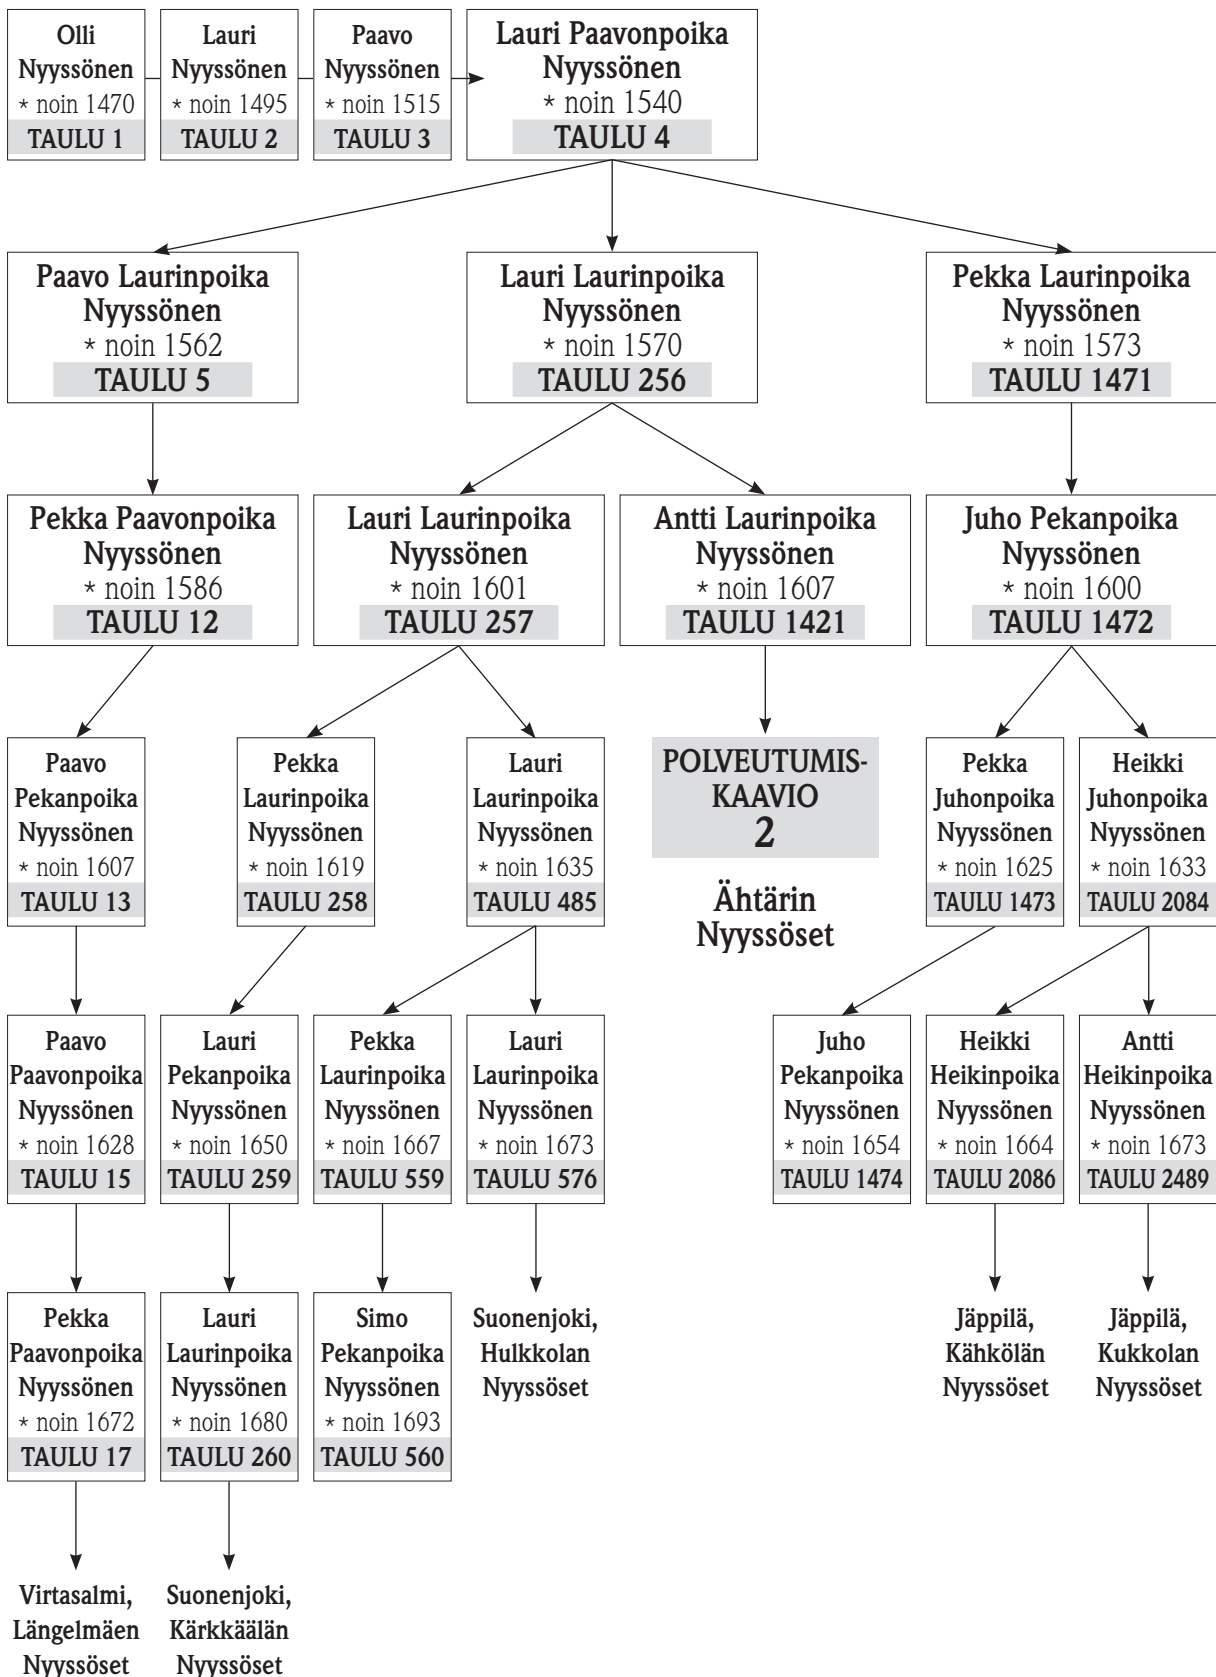 Olli
Nyyssönen
* noin 1470
TAULU 1
Lauri
Nyyssönen
* noin 1495
TAULU 2
Paavo
Nyyssönen
* noin 1515
TAULU 3
Lauri Paavonpoika
Nyyssönen
* noin 1540
TAULU 4
Paavo Laurinpoika
Nyyssönen
* noin 1562
TAULU 5
Lauri Laurinpoika
Nyyssönen
* noin 1570
TAULU 256
Pekka Laurinpoika
Nyyssönen
* noin 1573
TAULU 1471
Pekka Paavonpoika
Nyyssönen
* noin 1586
TAULU 12
Lauri Laurinpoika
Nyyssönen
* noin 1601
TAULU 257
Antti Laurinpoika
Nyyssönen
* noin 1607
TAULU 1421
Juho Pekanpoika
Nyyssönen
* noin 1600
TAULU 1472
Paavo
Pekanpoika
Nyyssönen
* noin 1607
TAULU 13
Pekka
Laurinpoika
Nyyssönen
* noin 1619
TAULU 258
Lauri
Laurinpoika
Nyyssönen
* noin 1635
TAULU 485
POLVEUTUMIS-
KAAVIO
2
Ähtärin
Nyyssöset
Pekka
Juhonpoika
Nyyssönen
* noin 1625
TAULU 1473
Heikki
Juhonpoika
Nyyssönen
* noin 1633
TAULU 2084
Paavo
Paavonpoika
Nyyssönen
* noin 1628
TAULU 15
Lauri
Pekanpoika
Nyyssönen
* noin 1650
TAULU 259
Pekka
Laurinpoika
Nyyssönen
* noin 1667
TAULU 559
Lauri
Laurinpoika
Nyyssönen
* noin 1673
TAULU 576
Juho
Pekanpoika
Nyyssönen
* noin 1654
TAULU 1474
Heikki
Heikinpoika
Nyyssönen
* noin 1664
TAULU 2086
Antti
Heikinpoika
Nyyssönen
* noin 1673
TAULU 2489
Pekka
Paavonpoika
Nyyssönen
* noin 1672
TAULU 17
Lauri
Laurinpoika
Nyyssönen
* noin 1680
TAULU 260
Simo
Pekanpoika
Nyyssönen
* noin 1693
TAULU 560
Suonenjoki,
Hulkkolan
Nyyssöset
Jäppilä,
Kähkölän
Nyyssöset
Jäppilä,
Kukkolan
Nyyssöset
Virtasalmi,
Längelmäen
Nyyssöset
Suonenjoki,
Kärkkäälän
Nyyssöset